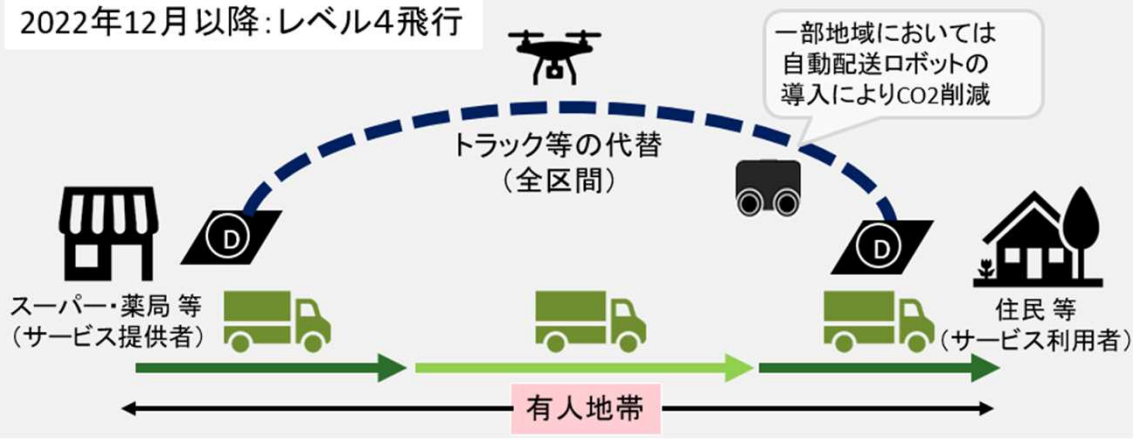 2022年12月以降：レベル４飛行
一部地域においては
自動配送ロボットの
導入によりCO2削減
トラック等の代替
（全区間）
D
D
スーパー・薬局 等
（サービス提供者）
住民 等
（サービス利用者）
有人地帯